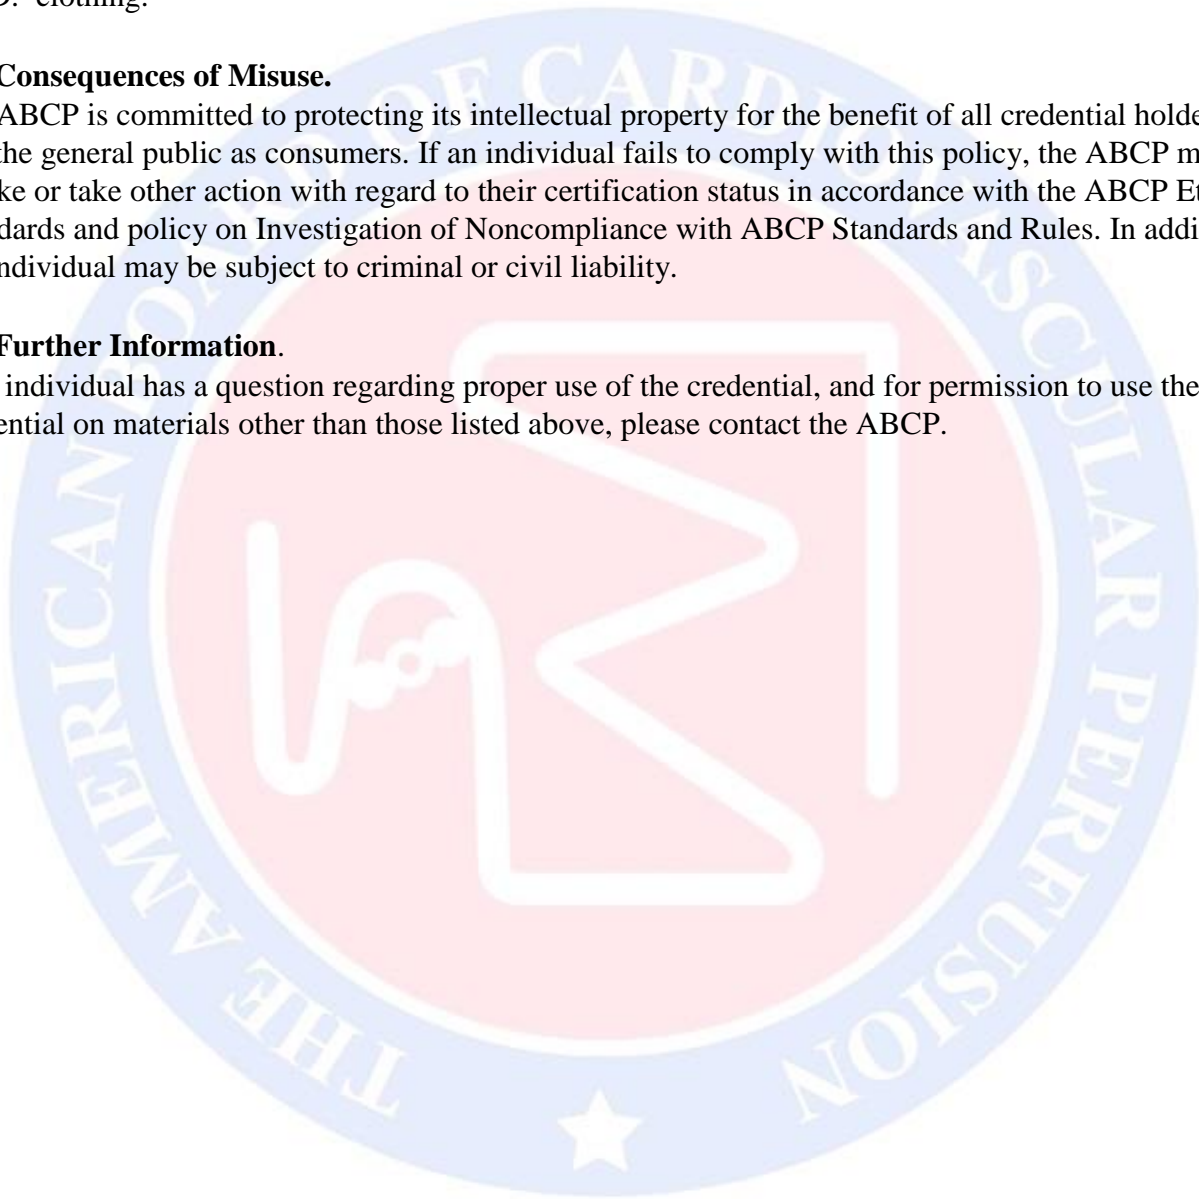 clothing.
Consequences of Misuse.
ABCP is committed to protecting its intellectual property for the benefit of all credential holde
the general public as consumers. If an individual fails to comply with this policy, the ABCP m
ke or take other action with regard to their certification status in accordance with the ABCP Et
dards and policy on Investigation of Noncompliance with ABCP Standards and Rules. In addi
ndividual may be subject to criminal or civil liability.
Further Information.
individual has a question regarding proper use of the credential, and for permission to use the
ential on materials other than those listed above, please contact the ABCP.
THE AMERICAN BOARD OF CARDIOVASCULAR PERFUSION